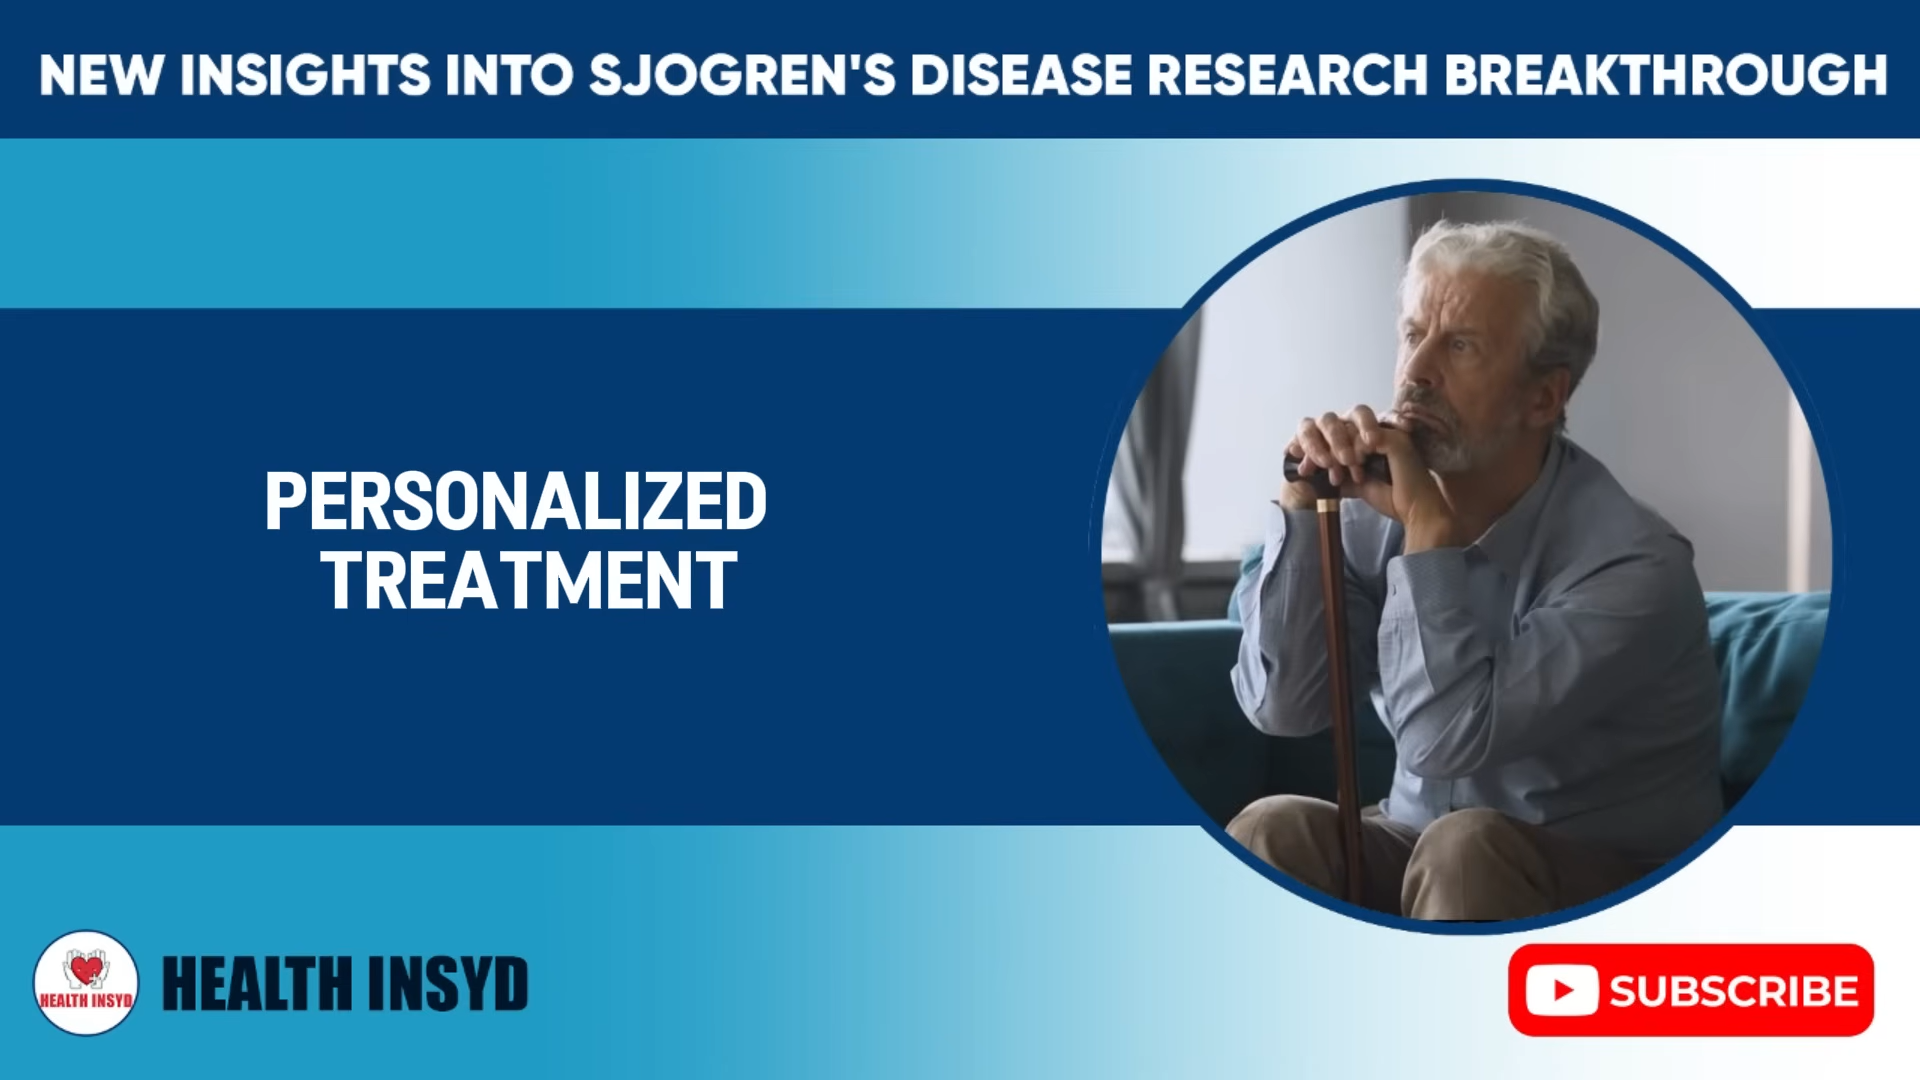 NEW INSIGHTS INTO SJOGREN'S DISEASE RESEARCH BREAKTHROUGH
PERSONALIZED
TREATMENT
HEALTH INSYD
HEALTH INSYD
SUBSCRIBE